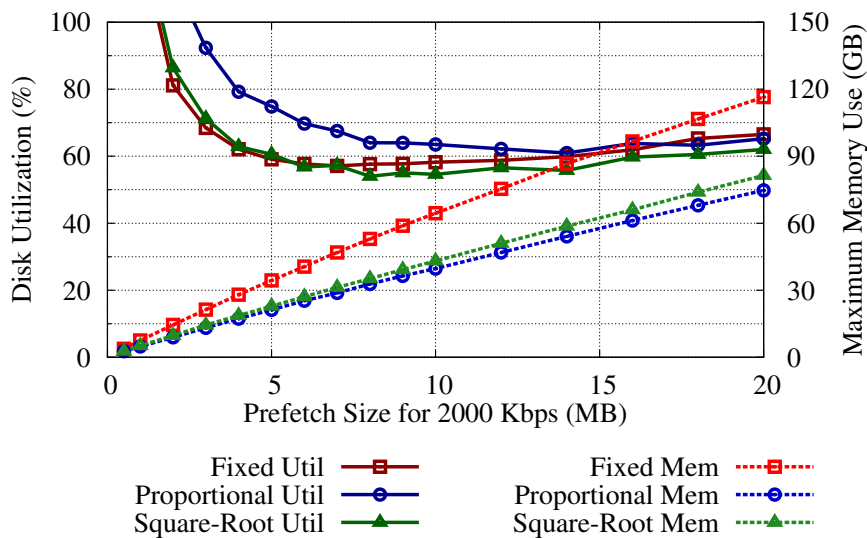 100
80
60
40
20
0
Disk Utilization (%)
150
120
90
60
30
0
Maximum Memory Use (GB)
0 5 10 15 20
Prefetch Size for 2000 Kbps (MB)
Fixed Util Fixed Mem
Proportional Util Proportional Mem
Square-Root Util Square-Root Mem